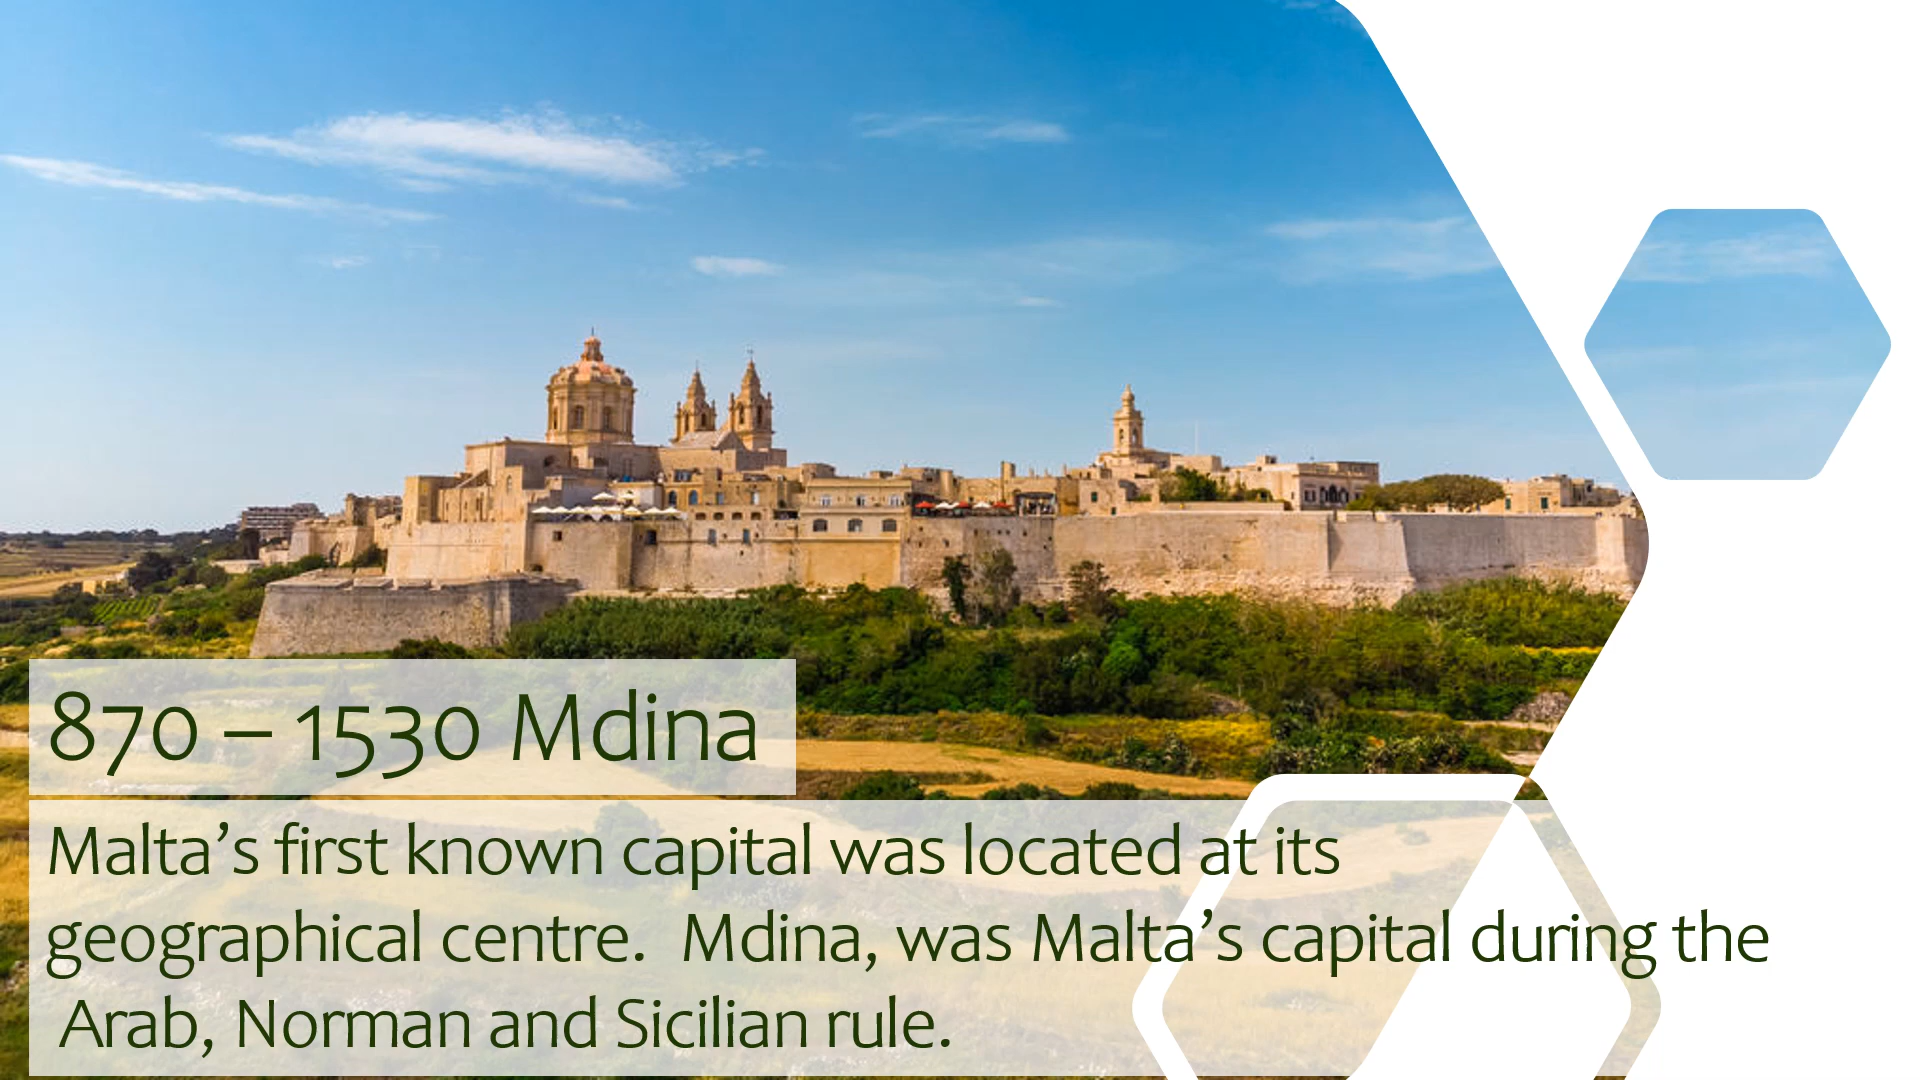 870 – 1530 Mdina
Malta’s first known capital was located at its
geographical centre.  Mdina, was Malta’s capital during the
Arab, Norman and Sicilian rule.